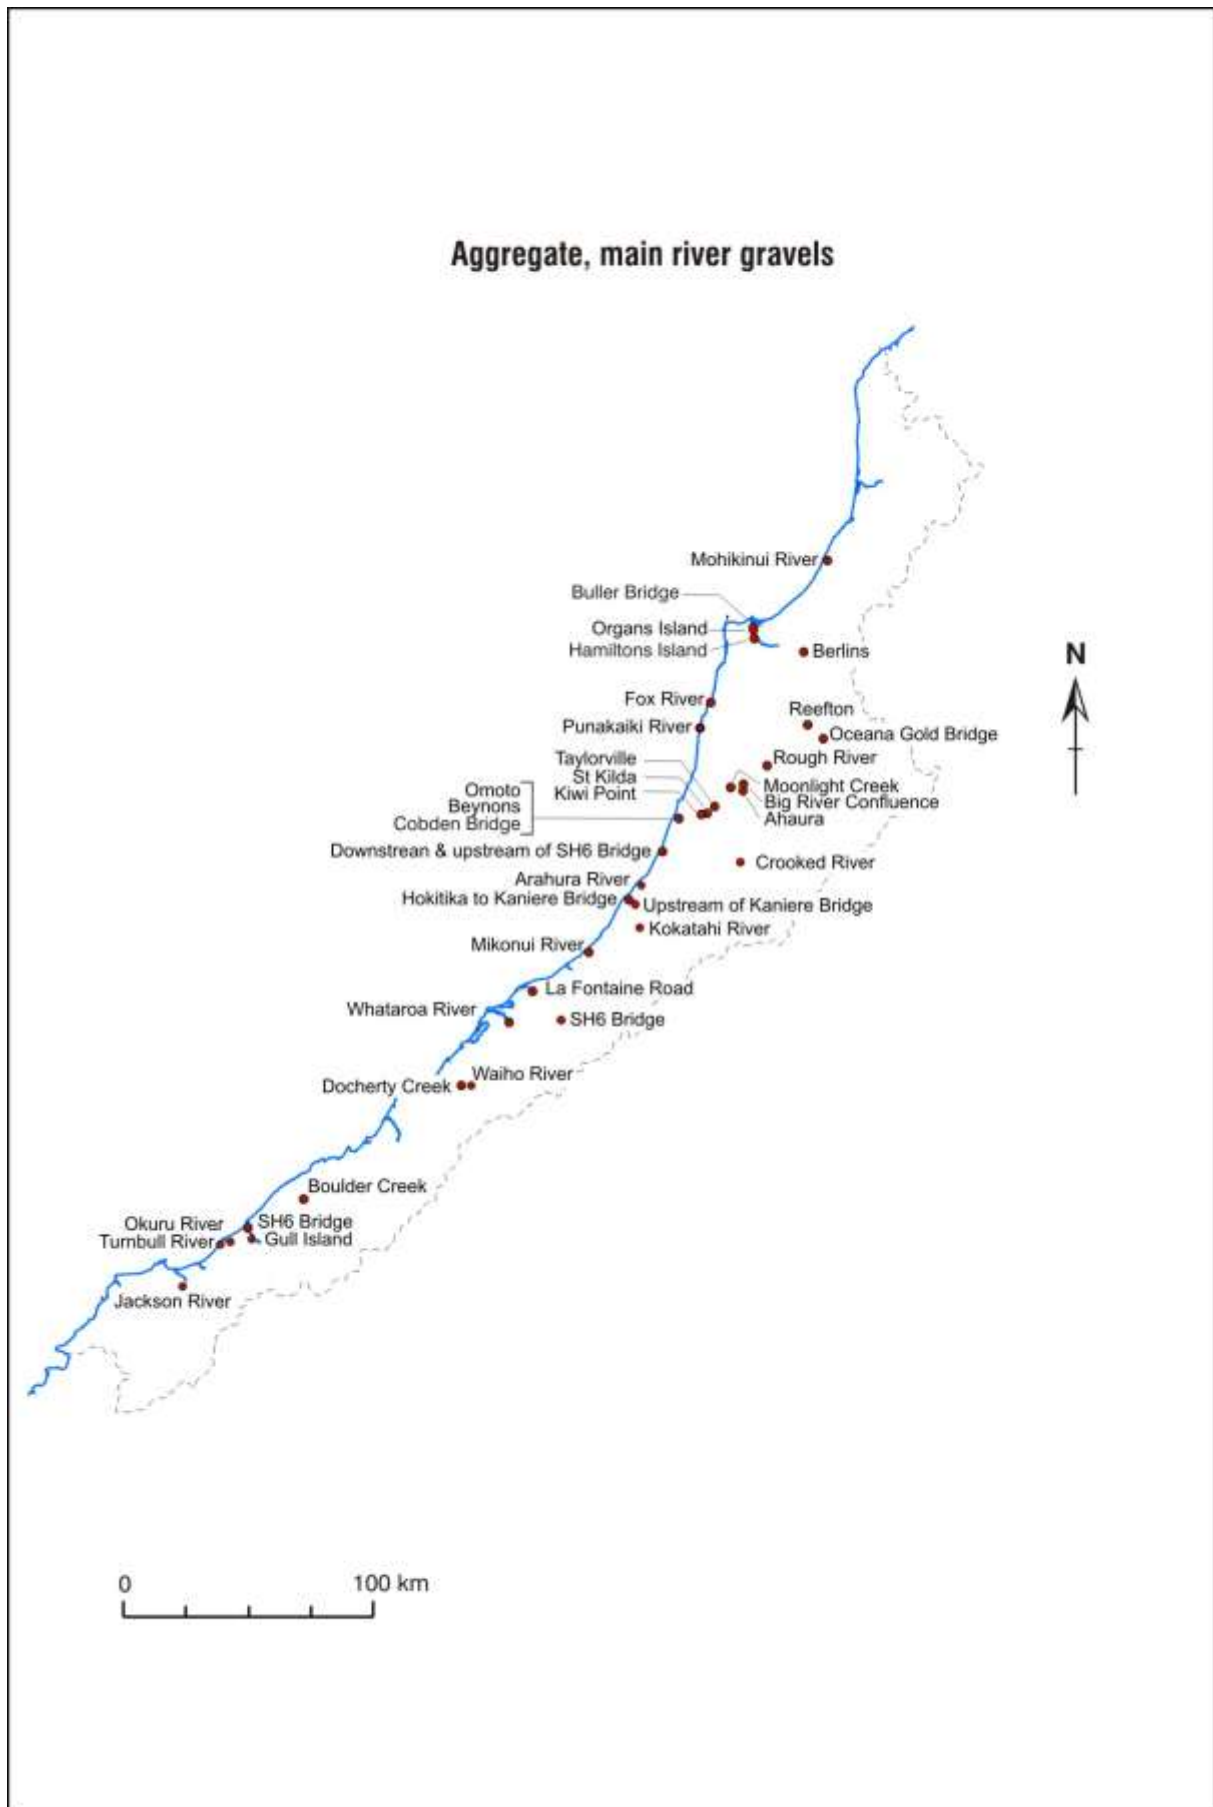 Aggregate, main river gravels
Mohikinui River
Buller Bridge
Organs Island
Hamiltons Island
Berlins
N
Fox River
Reefton
Punakaiki River
Oceana Gold Bridge
Taylorville
Rough River
St Kilda
Kiwi Point
Omoto
Beynons
Cobden Bridge
Moonlight Creek
Big River Confluence
Ahaura
Downstrean & upstream of SH6 Bridge
Crooked River
Arahura River
Hokitika to Kaniere Bridge
Upstream of Kaniere Bridge
Kokatahi River
Mikonui River
La Fontaine Road
Whataroa River
SH6 Bridge
Waiho River
Docherty Creek
Boulder Creek
Okuru River
SH6 Bridge
Turnbull River
Gull Island
Jackson River
0 100 km